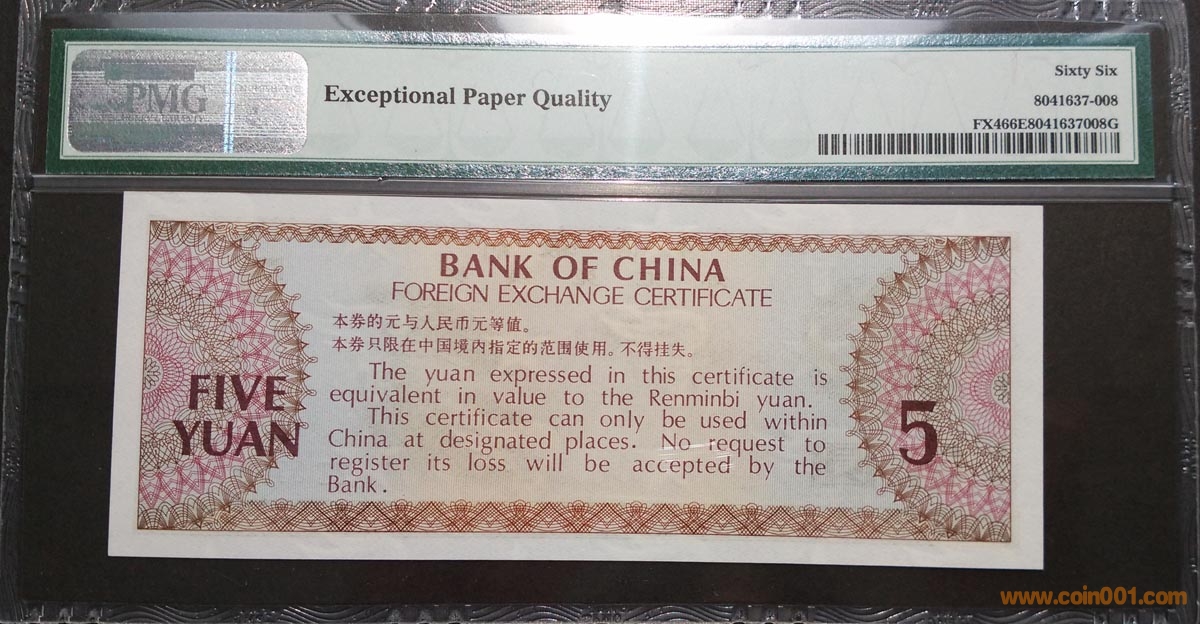 PMG
Exceptional Paper Quality
Sixty Six
8041637-008
FX466E8041637008G
BANK OF CHINA
FOREIGN EXCHANGE CERTIFICATE
本券的元与人民币元等值。
本券只限在中国境内指定的范围使用。不得挂失。
The yuan expressed in this certificate is
equivalent in value to the Renminbi yuan.
This certificate can only be used within
China at designated places. No request to
register its loss will be accepted by the
Bank.
FIVE
YUAN
5
www.coin001.com